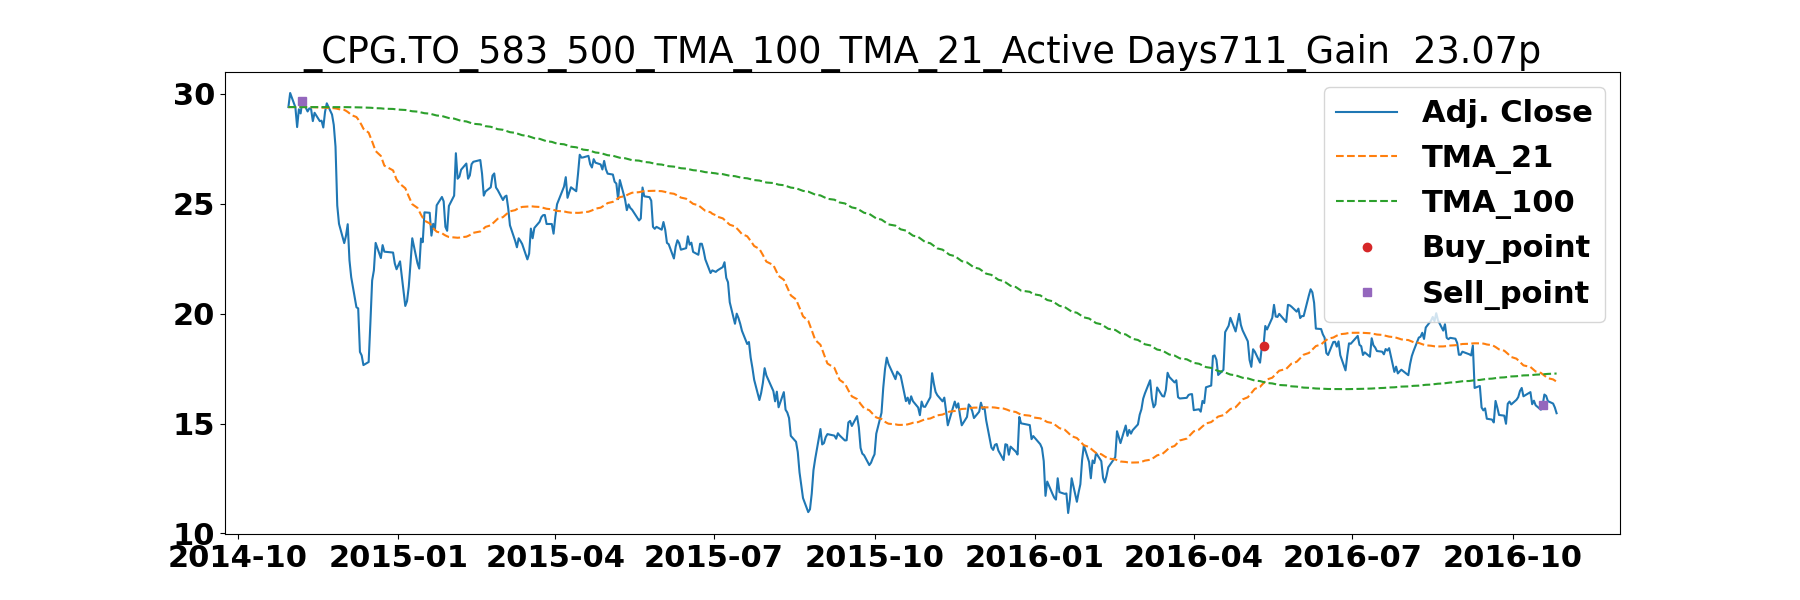 _CPG.TO_583_500_TMA_100_TMA_21_Active Days711_Gain  23.07p
30
25
20
15
10
Adj. Close
TMA_21
TMA_100
Buy_point
Sell_point
2014-10 2015-01 2015-04 2015-07 2015-10 2016-01 2016-04 2016-07 2016-10